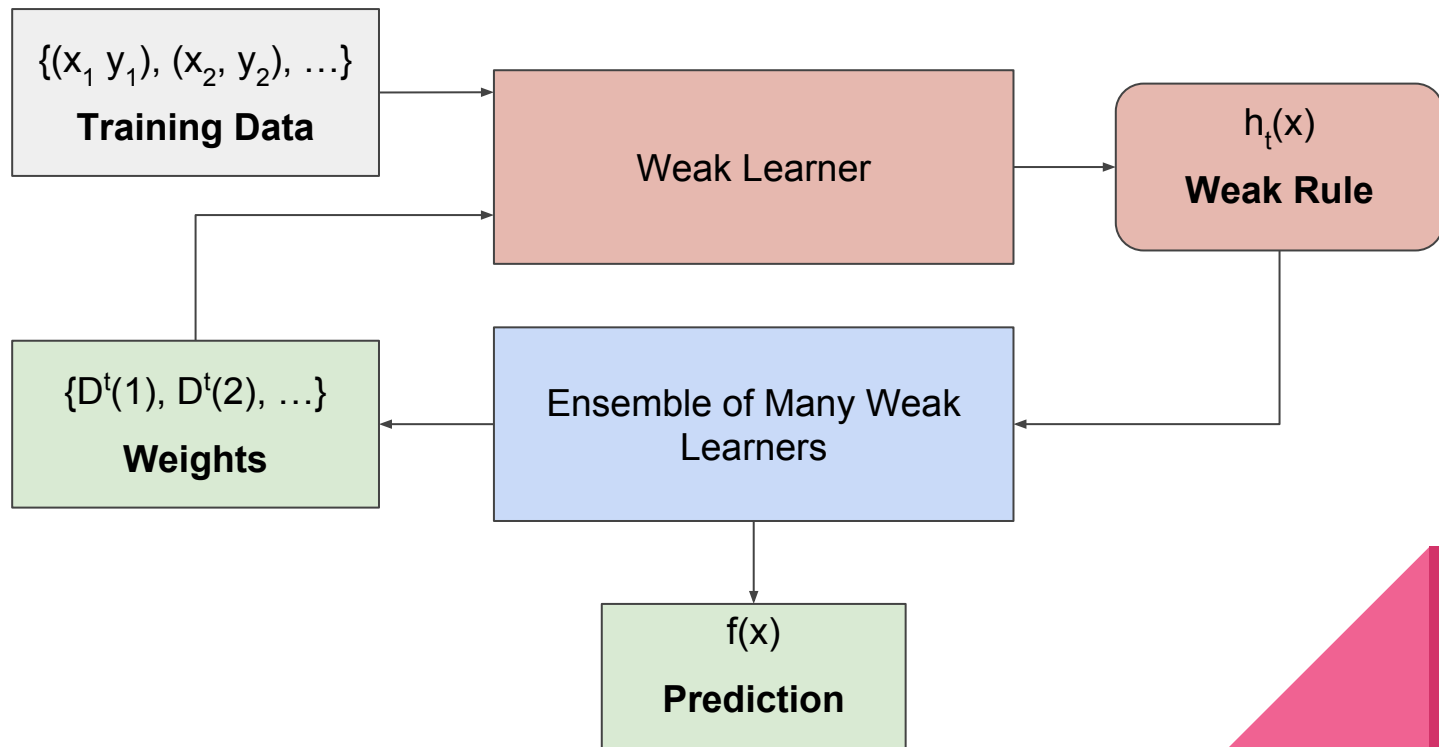 {(x₁ y₁), (x₂, y₂), …}
Training Data
Weak Learner
hₜ(x)
Weak Rule
{Dᵗ(1), Dᵗ(2), …}
Weights
Ensemble of Many Weak
Learners
f(x)
Prediction